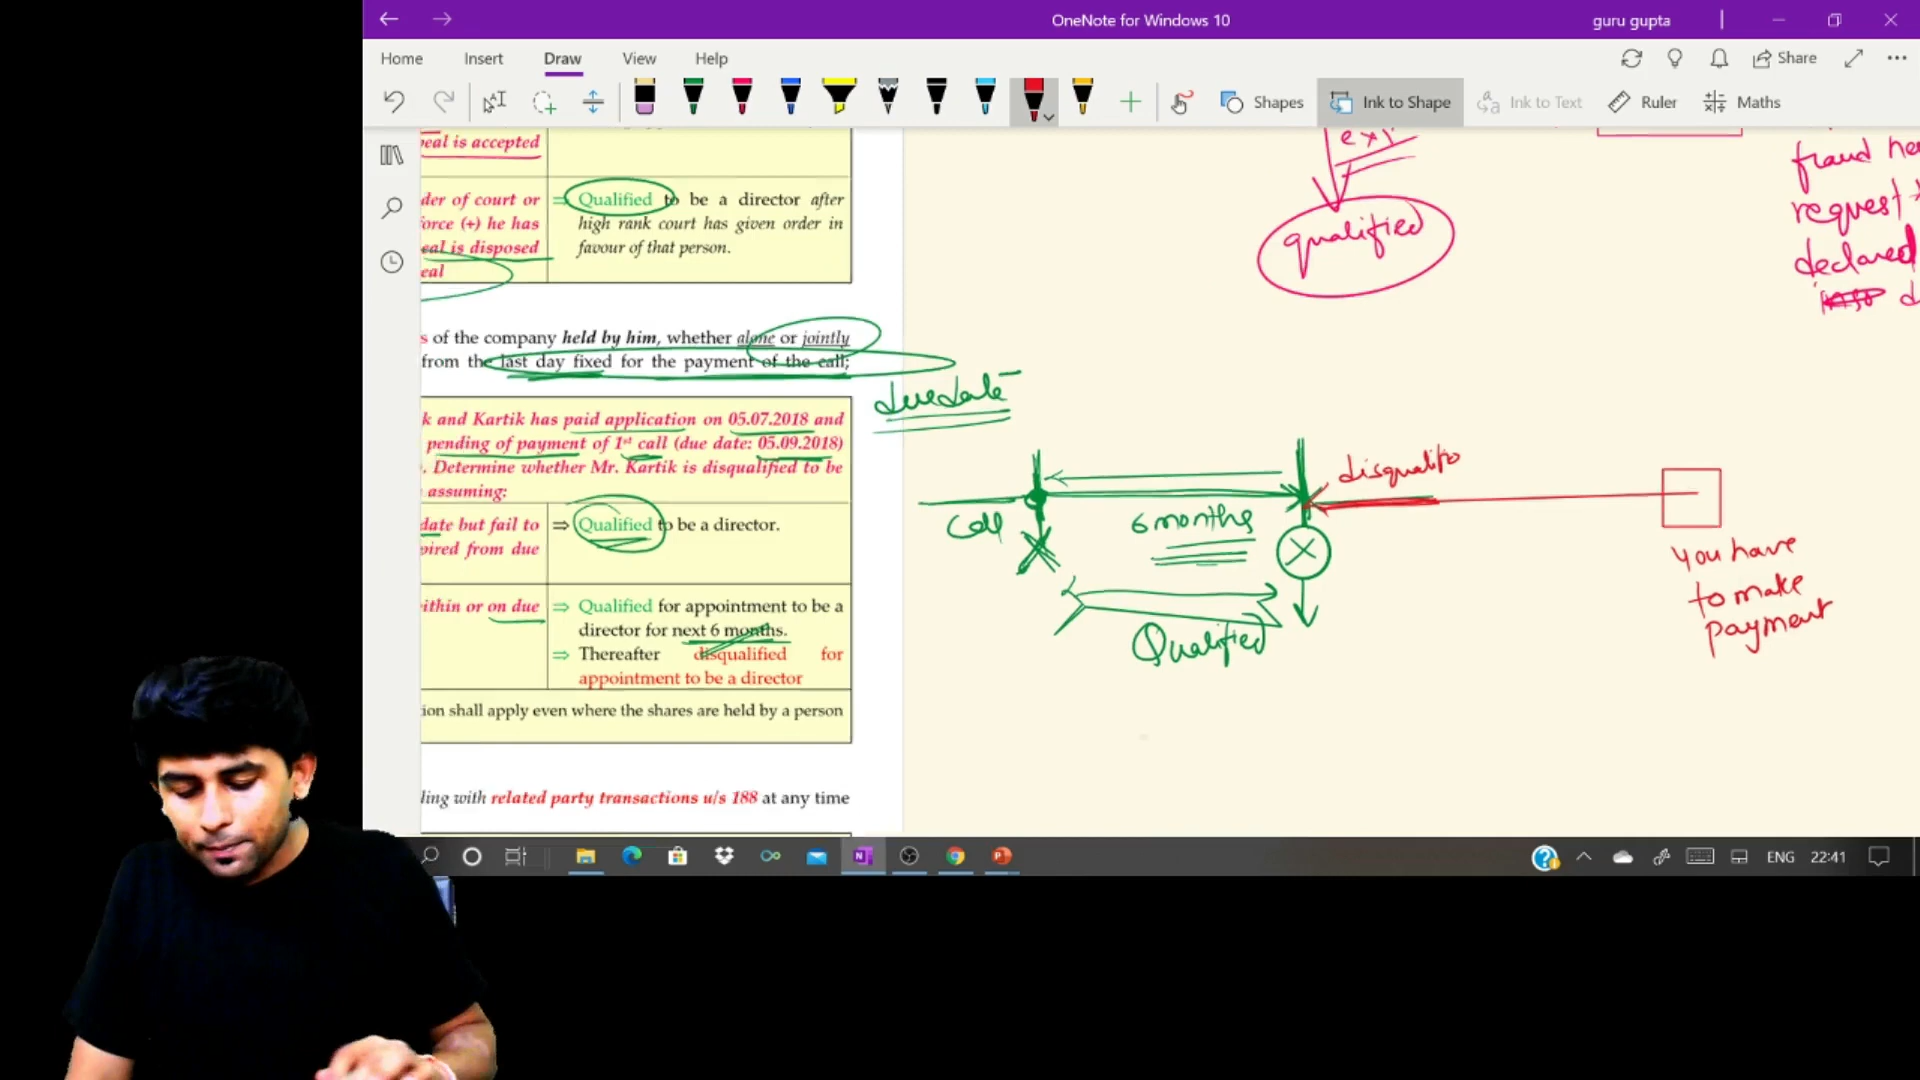 OneNote for Windows 10
guru gupta
Home
Insert
Draw
View
Help
Share
Shapes
Ink to Shape
Ink to Text
Ruler
Maths
peal is accepted
der of court or
force (+) he has
eal is disposed
eal
⇒ Qualified to be a director after
high rank court has given order in
favour of that person.
s of the company held by him, whether alone or jointly
from the last day fixed for the payment of the call;
k and Kartik has paid application on 05.07.2018 and
pending of payment of 1st call (due date: 05.09.2018)
. Determine whether Mr. Kartik is disqualified to be
assuming:
date but fail to
pired from due
⇒ Qualified to be a director.
ithin or on due
⇒ Qualified for appointment to be a
director for next 6 months.
⇒ Thereafter disqualified for
appointment to be a director
ion shall apply even where the shares are held by a person
ling with related party transactions u/s 188 at any time
qualified
fraud he
request
declared
due date
call
6 months
Qualified
you have
to make
payment
ENG
22:41